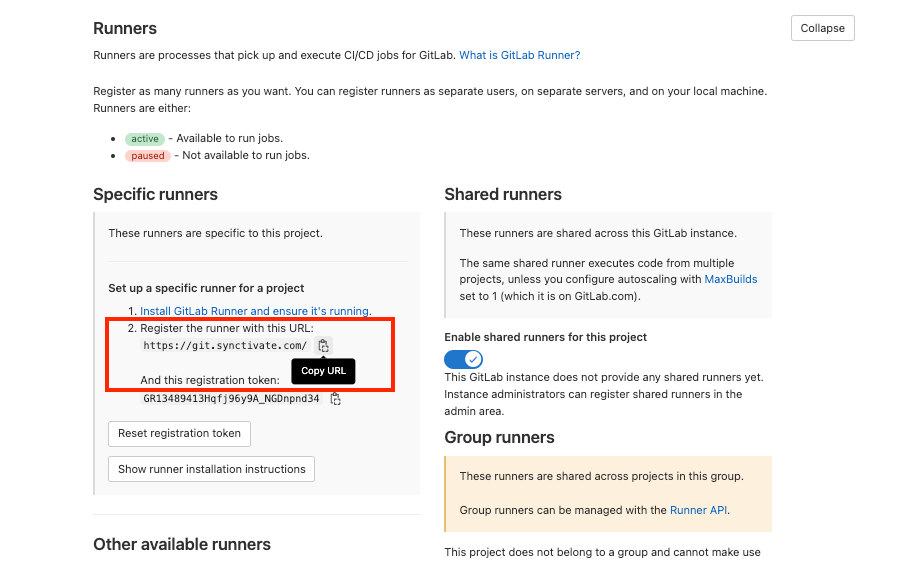 Runners
Collapse
Runners are processes that pick up and execute CI/CD jobs for GitLab. What is GitLab Runner?
Register as many runners as you want. You can register runners as separate users, on separate servers, and on your local machine.
Runners are either:
active - Available to run jobs.
paused - Not available to run jobs.
Specific runners
These runners are specific to this project.
Set up a specific runner for a project
1. Install GitLab Runner and ensure it's running.
2. Register the runner with this URL:
https://git.synctivate.com/
Copy URL
And this registration token:
GR13489413Hqfj96y9A_NGDnpnd34
Reset registration token
Show runner installation instructions
Other available runners
Shared runners
These runners are shared across this GitLab instance.
The same shared runner executes code from multiple
projects, unless you configure autoscaling with MaxBuilds
set to 1 (which it is on GitLab.com).
Enable shared runners for this project
This GitLab instance does not provide any shared runners yet.
Instance administrators can register shared runners in the
admin area.
Group runners
These runners are shared across projects in this group.
Group runners can be managed with the Runner API.
This project does not belong to a group and cannot make use